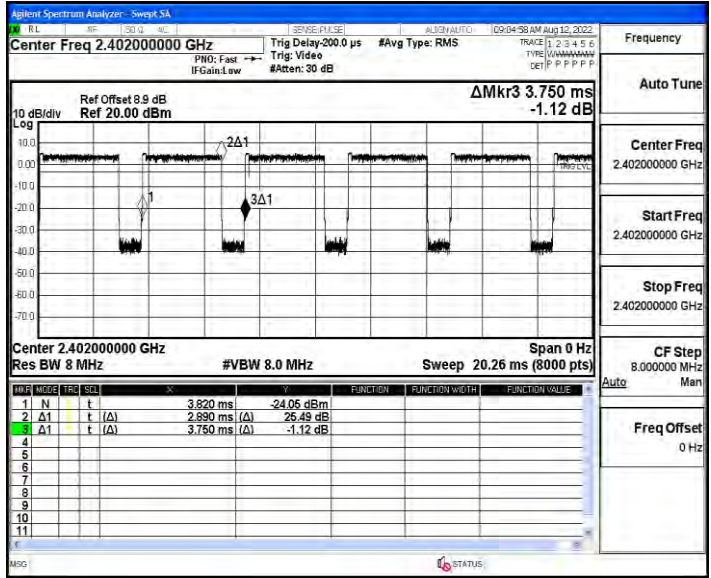 Agilent Spectrum Analyzer - Swept SA
RL RF 50 Ω AC SENSE:PULSE ALIGN AUTO 09:04:58 AM Aug 12, 2022
Center Freq 2.402000000 GHz Trig Delay-200.0 µs #Avg Type: RMS TRACE 1 2 3 4 5 6
PNO: Fast Trig: Video TYPE WWWWWW
IFGain:Low #Atten: 30 dB DET P P P P P P
Frequency
Auto Tune
ΔMkr3 3.750 ms
-1.12 dB
Ref Offset 8.9 dB
10 dB/div Ref 20.00 dBm
Log
10.0
0.00
-10.0
-20.0
-30.0
-40.0
-50.0
-60.0
-70.0
2Δ1
TRIG LVL
1
3Δ1
Center 2.402000000 GHz Span 0 Hz
Res BW 8 MHz #VBW 8.0 MHz Sweep 20.26 ms (8000 pts)
MKR MODE TRC SCL X Y FUNCTION FUNCTION WIDTH FUNCTION VALUE
1 N t 3.820 ms -24.05 dBm
2 Δ1 t (Δ) 2.890 ms (Δ) 25.49 dB
3 Δ1 t (Δ) 3.750 ms (Δ) -1.12 dB
4
5
6
7
8
9
10
11
Center Freq
2.402000000 GHz
Start Freq
2.402000000 GHz
Stop Freq
2.402000000 GHz
CF Step
8.000000 MHz
Auto Man
Freq Offset
0 Hz
MSG STATUS